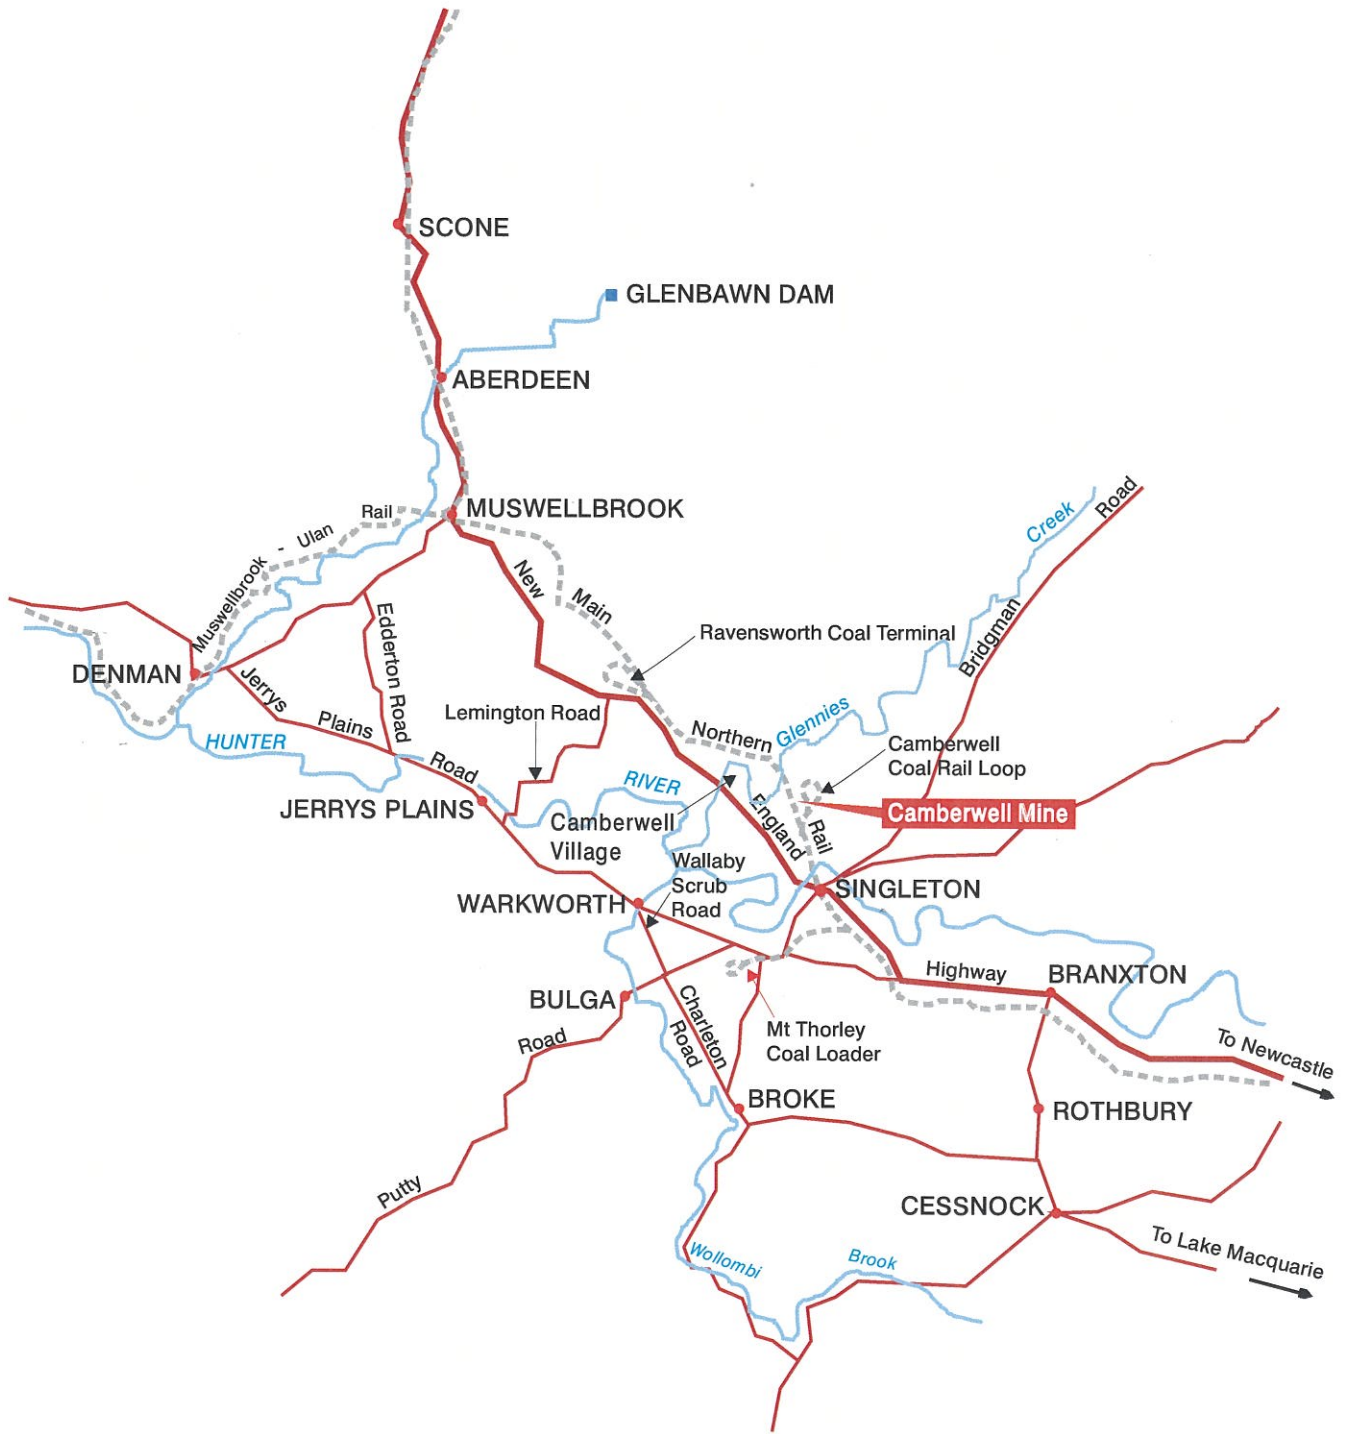 SCONE
GLENBAWN DAM
ABERDEEN
MUSWELLBROOK
Muswellbrook - Ulan Rail
Creek
Road
New
Main
Edderton Road
Bridgman
Ravensworth Coal Terminal
DENMAN
Jerrys
Plains
Road
Lemington Road
Northern
Glennies
HUNTER
Camberwell
Coal Rail Loop
RIVER
JERRYS PLAINS
Camberwell
Village
England
Rail
Camberwell Mine
Wallaby
Scrub
Road
WARKWORTH
SINGLETON
Highway
BRANXTON
BULGA
Charleton
Road
Mt Thorley
Coal Loader
To Newcastle
Road
BROKE
ROTHBURY
Putty
CESSNOCK
To Lake Macquarie
Wollombi
Brook